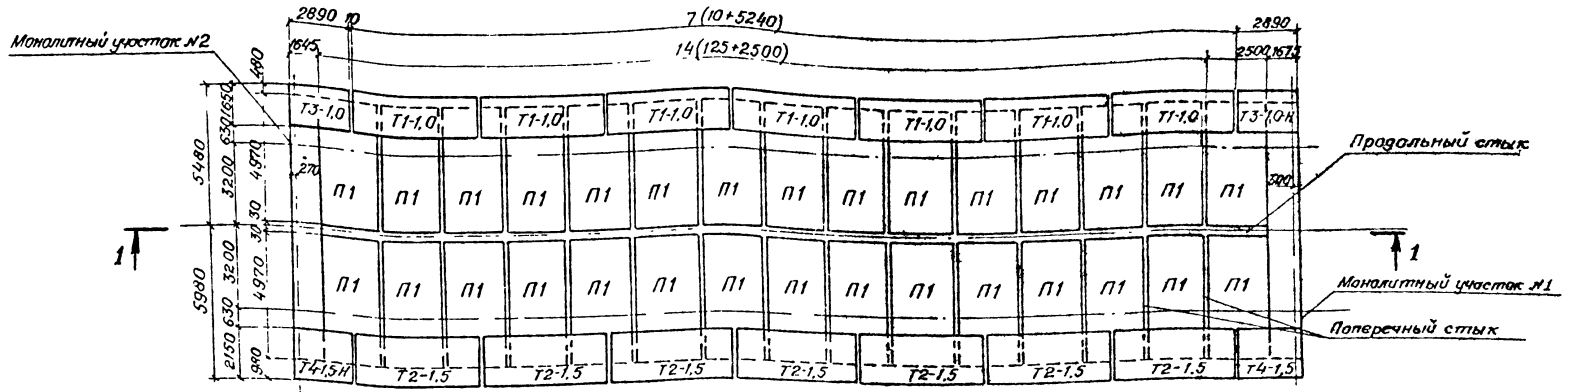 2890 10 7(10+5240) 2890
Монолитный участок №2
1645 14(125+2500) 2500 1675
480
1650
630
5480
3200
4970
30
270
Т3-1,0 Т1-1,0 Т1-1,0 Т1-1,0 Т1-1,0 Т1-1,0 Т1-1,0 Т1-1,0 Т3-1,0-н
Продольный стык
300
П1 П1 П1 П1 П1 П1 П1 П1 П1 П1 П1 П1 П1 П1 П1
1 1
30
5980
3200
4970
630
2150
980
П1 П1 П1 П1 П1 П1 П1 П1 П1 П1 П1 П1 П1 П1 П1
Монолитный участок №1
Поперечный стык
Т4-1,5н Т2-1,5 Т2-1,5 Т2-1,5 Т2-1,5 Т2-1,5 Т2-1,5 Т2-1,5 Т4-1,5